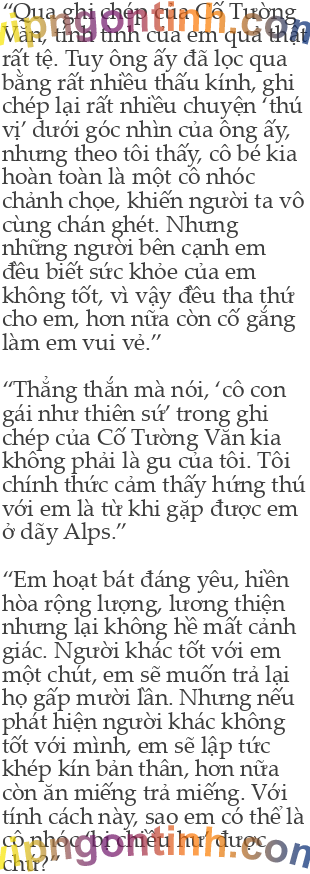 “Qua ghi chép của Cố Tường
Văn, tính tình của em quả thật
rất tệ. Tuy ông ấy đã lọc qua
bằng rất nhiều thấu kính, ghi
chép lại rất nhiều chuyện ‘thú
vị’ dưới góc nhìn của ông ấy,
nhưng theo tôi thấy, cô bé kia
hoàn toàn là một cô nhóc
chảnh chọe, khiến người ta vô
cùng chán ghét. Nhưng
những người bên cạnh em
đều biết sức khỏe của em
không tốt, vì vậy đều tha thứ
cho em, hơn nữa còn cố gắng
làm em vui vẻ.”
“Thẳng thắn mà nói, ‘cô con
gái như thiên sứ’ trong ghi
chép của Cố Tường Văn kia
không phải là gu của tôi. Tôi
chính thức cảm thấy hứng thú
với em là từ khi gặp được em
ở dãy Alps.”
“Em hoạt bát đáng yêu, hiền
hòa rộng lượng, lương thiện
nhưng lại không hề mất cảnh
giác. Người khác tốt với em
một chút, em sẽ muốn trả lại
họ gấp mười lần. Nhưng nếu
phát hiện người khác không
tốt với mình, em sẽ lập tức
khép kín bản thân, hơn nữa
còn ăn miếng trả miếng. Với
tính cách này, sao em có thể là
cô nhóc ‘bị chiều hư’ được
chứ?”
vipngontinh.com
vipngontinh.com